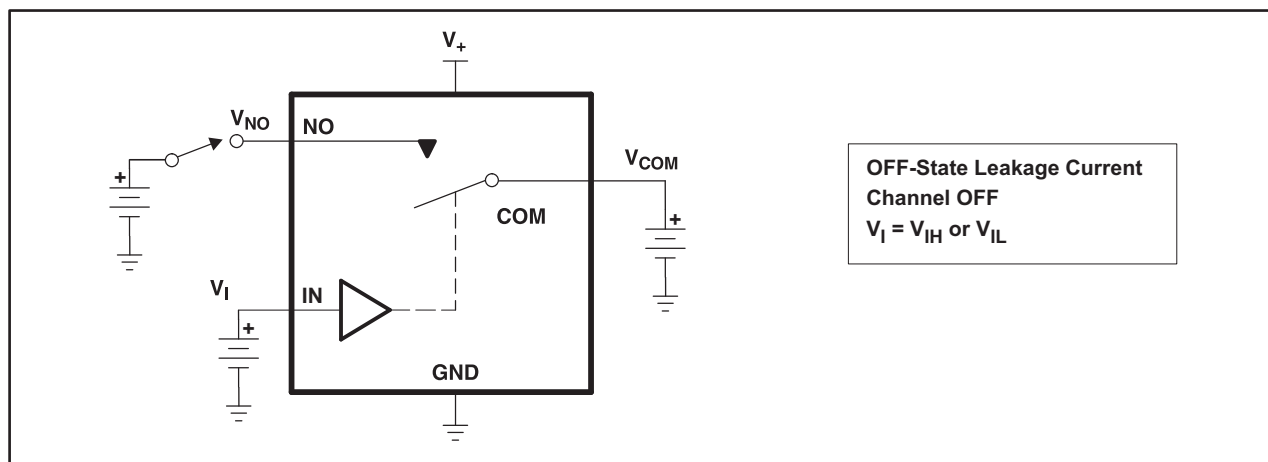 V+
VNO
NO
+
VCOM
COM
+
VI
IN
+
GND
OFF-State Leakage Current
Channel OFF
VI = VIH or VIL